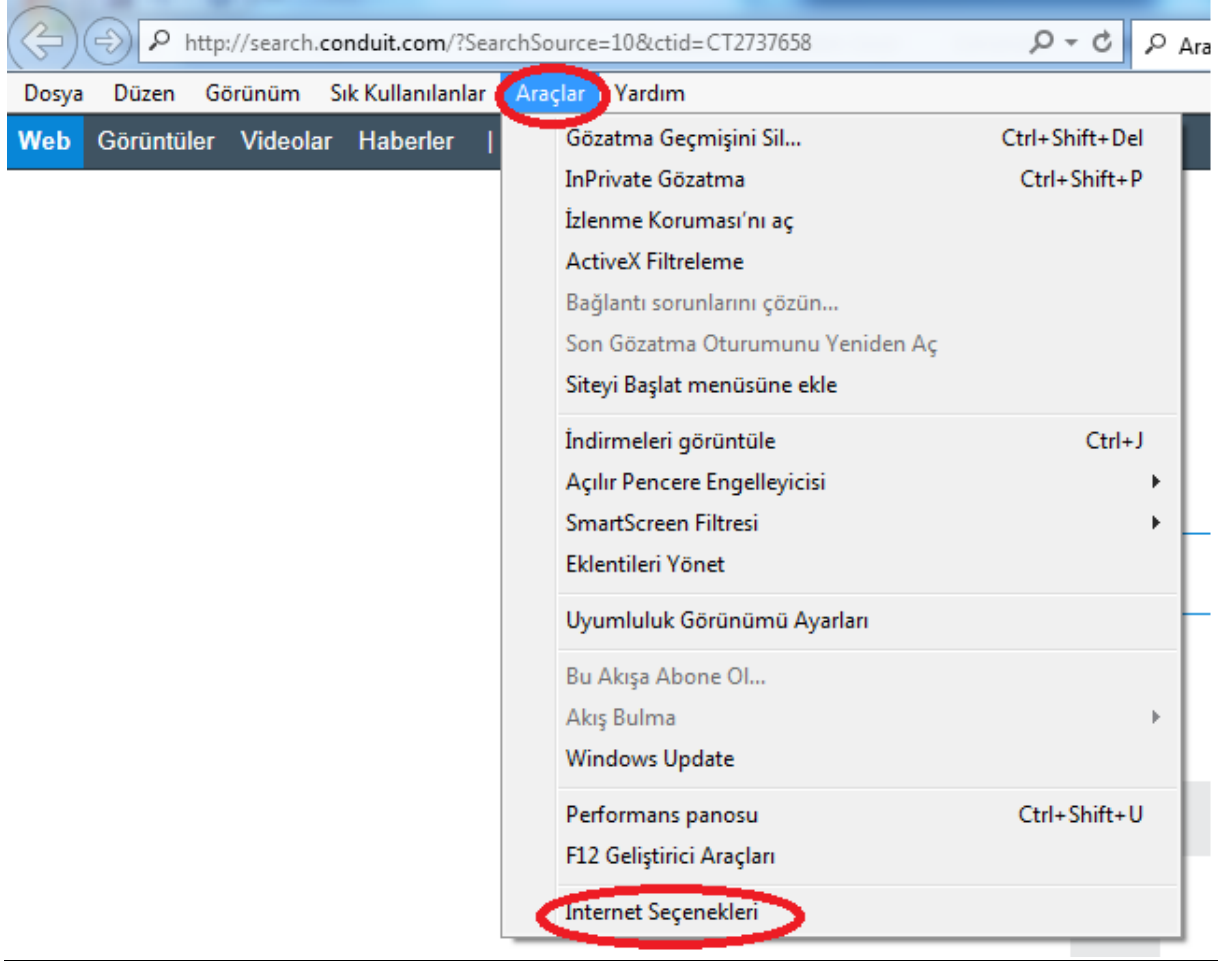 http://search.conduit.com/?SearchSource=10&ctid=CT2737658 Ara
Dosya Düzen Görünüm Sık Kullanılanlar Araçlar Yardım
Web Görüntüler Videolar Haberler |
Gözatma Geçmişini Sil... Ctrl+Shift+Del
InPrivate Gözatma Ctrl+Shift+P
İzlenme Koruması'nı aç
ActiveX Filtreleme
Bağlantı sorunlarını çözün...
Son Gözatma Oturumunu Yeniden Aç
Siteyi Başlat menüsüne ekle
İndirmeleri görüntüle Ctrl+J
Açılır Pencere Engelleyicisi
SmartScreen Filtresi
Eklentileri Yönet
Uyumluluk Görünümü Ayarları
Bu Akışa Abone Ol...
Akış Bulma
Windows Update
Performans panosu Ctrl+Shift+U
F12 Geliştirici Araçları
Internet Seçenekleri